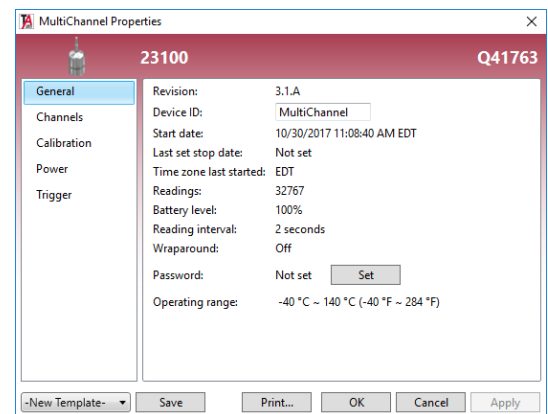 MultiChannel Properties
23100 Q41763
General
Channels
Calibration
Power
Trigger
Revision: 3.1.A
Device ID: MultiChannel
Start date: 10/30/2017 11:08:40 AM EDT
Last set stop date: Not set
Time zone last started: EDT
Readings: 32767
Battery level: 100%
Reading interval: 2 seconds
Wraparound: Off
Password: Not set Set
Operating range: -40 °C ~ 140 °C (-40 °F ~ 284 °F)
-New Template- Save Print... OK Cancel Apply